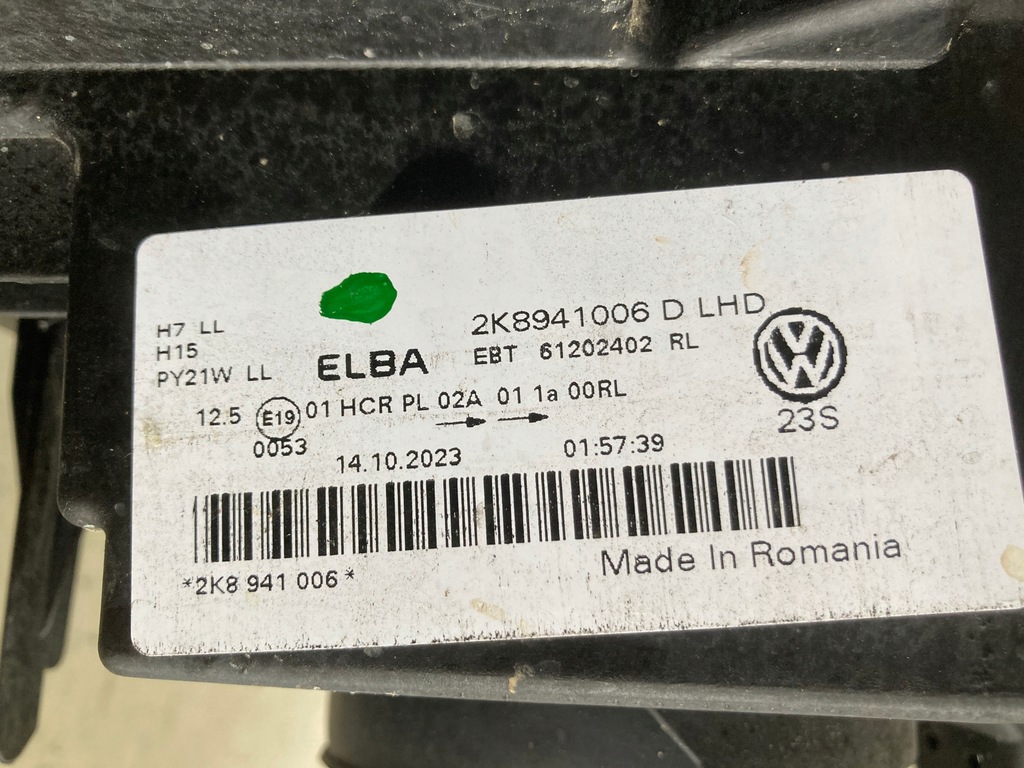 H7 LL
H15
PY21W LL
ELBA
2K8941006 D LHD
EBT 61202402 RL
12.5 E19 01 HCR PL 02A 01 1a 00RL
0053
23S
14.10.2023 01:57:39
*2K8 941 006*
Made In Romania